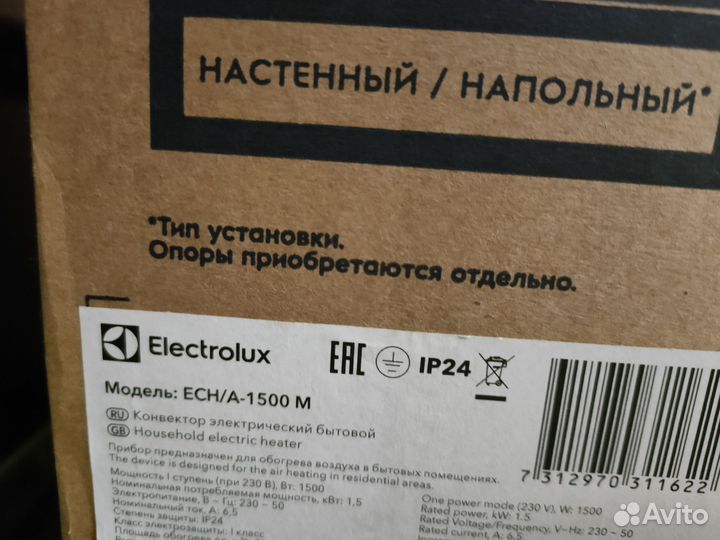 НАСТЕННЫЙ / НАПОЛЬНЫЙ*
*Тип установки.
Опоры приобретаются отдельно.
Electrolux EAC IP24
Модель: ECH/A-1500 M
RU Конвектор электрический бытовой
GB Household electric heater
Прибор предназначен для обогрева воздуха в бытовых помещениях.
The device is designed for the air heating in residential areas.
7 312970 311622
Мощность I ступень (при 230 В), Вт: 1500
Номинальная потребляемая мощность, кВт: 1.5
Электропитание, В – Гц: 230 – 50
Номинальный ток, А: 6,5
Степень защиты: IP24
Класс электрозащиты: I класс
Площадь обогрева
One power mode (230 V), W: 1500
Rated power, kW: 1.5
Rated Voltage/Frequency, V–Hz: 230 – 50
Rated current, A: 6.5
Avito